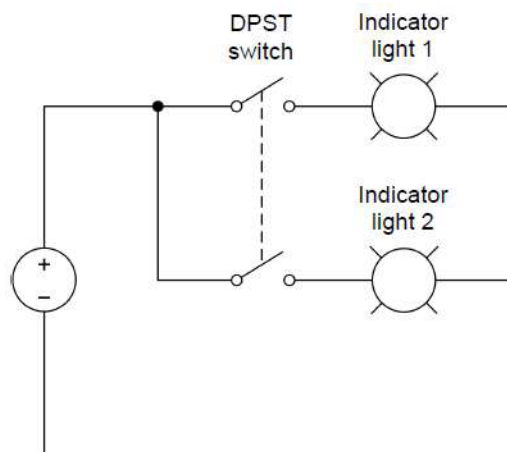 DPST
switch
Indicator
light 1
Indicator
light 2
+
−